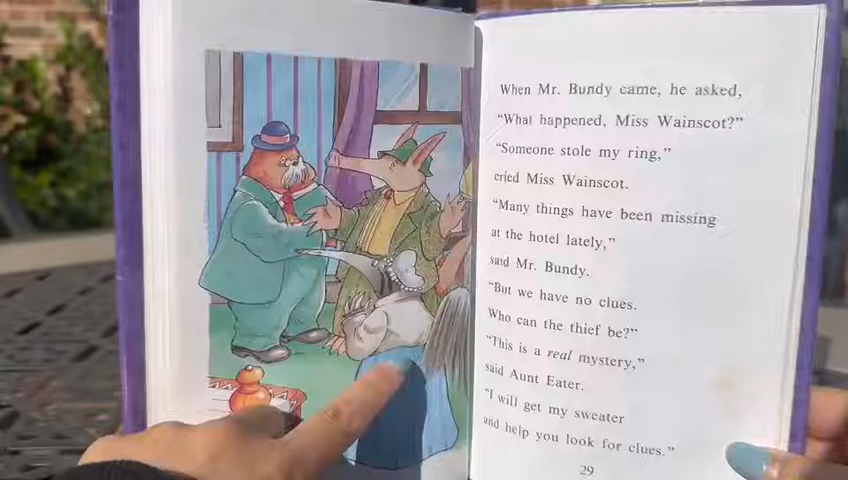 When Mr. Bundy came, he asked,
"What happened, Miss Wainscot?"
"Someone stole my ring,"
cried Miss Wainscot.
"Many things have been missing
at the hotel lately,"
said Mr. Bundy.
"But we have no clues.
Who can the thief be?"
"This is a real mystery,"
said Aunt Eater.
"I will get my sweater
and help you look for clues."
29